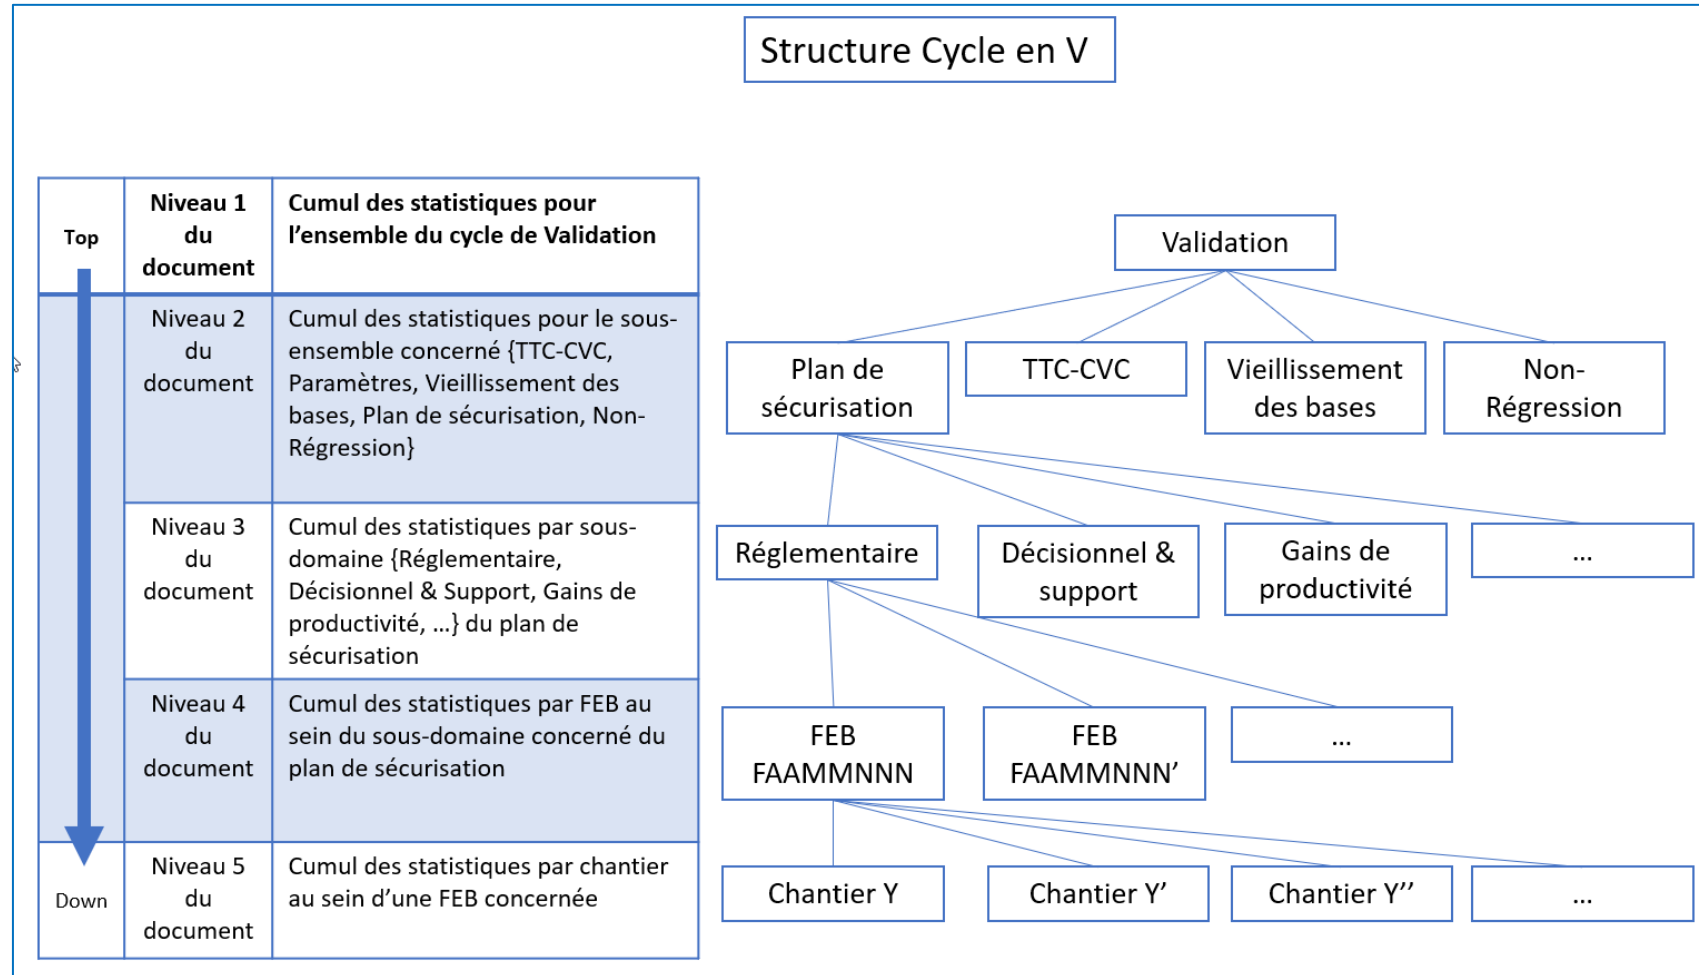 Structure Cycle en V
Top
Niveau 1
du
document
Cumul des statistiques pour
l’ensemble du cycle de Validation
Niveau 2
du
document
Cumul des statistiques pour le sous-
ensemble concerné {TTC-CVC,
Paramètres, Vieillissement des
bases, Plan de sécurisation, Non-
Régression}
Niveau 3
du
document
Cumul des statistiques par sous-
domaine {Réglementaire,
Décisionnel & Support, Gains de
productivité, …} du plan de
sécurisation
Niveau 4
du
document
Cumul des statistiques par FEB au
sein du sous-domaine concerné du
plan de sécurisation
Down
Niveau 5
du
document
Cumul des statistiques par chantier
au sein d’une FEB concernée
Validation
Plan de
sécurisation
TTC-CVC
Vieillissement
des bases
Non-
Régression
Réglementaire
Décisionnel &
support
Gains de
productivité
…
FEB
FAAMMNNN
FEB
FAAMMNNN’
…
Chantier Y
Chantier Y’
Chantier Y’’
…